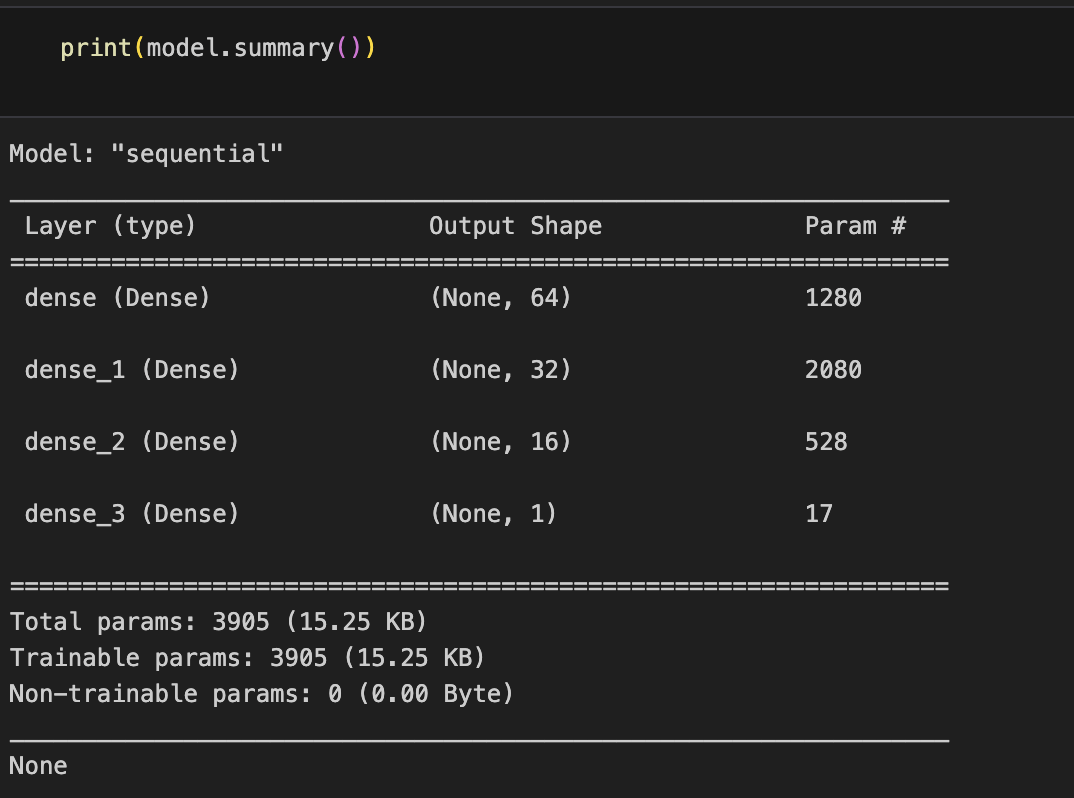 print(model.summary())
Model: "sequential"
_________________________________________________________________
Layer (type) Output Shape Param #
=================================================================
dense (Dense) (None, 64) 1280
dense_1 (Dense) (None, 32) 2080
dense_2 (Dense) (None, 16) 528
dense_3 (Dense) (None, 1) 17
=================================================================
Total params: 3905 (15.25 KB)
Trainable params: 3905 (15.25 KB)
Non-trainable params: 0 (0.00 Byte)
_________________________________________________________________
None